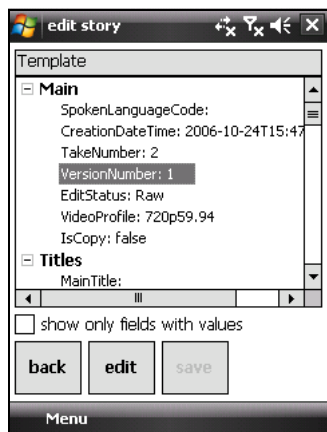 edit story
Template
Main
SpokenLanguageCode:
CreationDateTime: 2006-10-24T15:47
TakeNumber: 2
VersionNumber: 1
EditStatus: Raw
VideoProfile: 720p59.94
IsCopy: false
Titles
MainTitle:
show only fields with values
back edit save
Menu